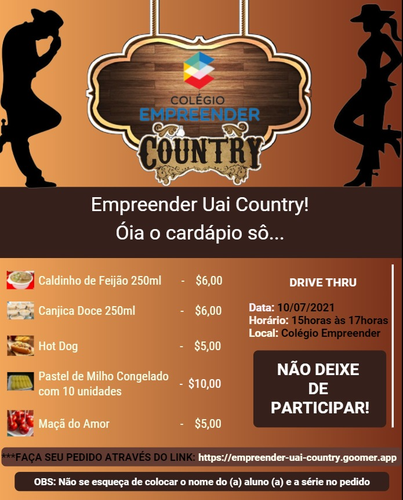 COLÉGIO
EMPREENDER
COUNTRY
Empreender Uai Country!
Óia o cardápio sô...
Caldinho de Feijão 250ml - $6,00
Canjica Doce 250ml - $6,00
Hot Dog - $5,00
Pastel de Milho Congelado
com 10 unidades - $10,00
Maçã do Amor - $5,00
DRIVE THRU
Data: 10/07/2021
Horário: 15horas às 17horas
Local: Colégio Empreender
NÃO DEIXE
DE
PARTICIPAR!
***FAÇA SEU PEDIDO ATRAVÉS DO LINK: https://empreender-uai-country.goomer.app
OBS: Não se esqueça de colocar o nome do (a) aluno (a) e a série no pedido